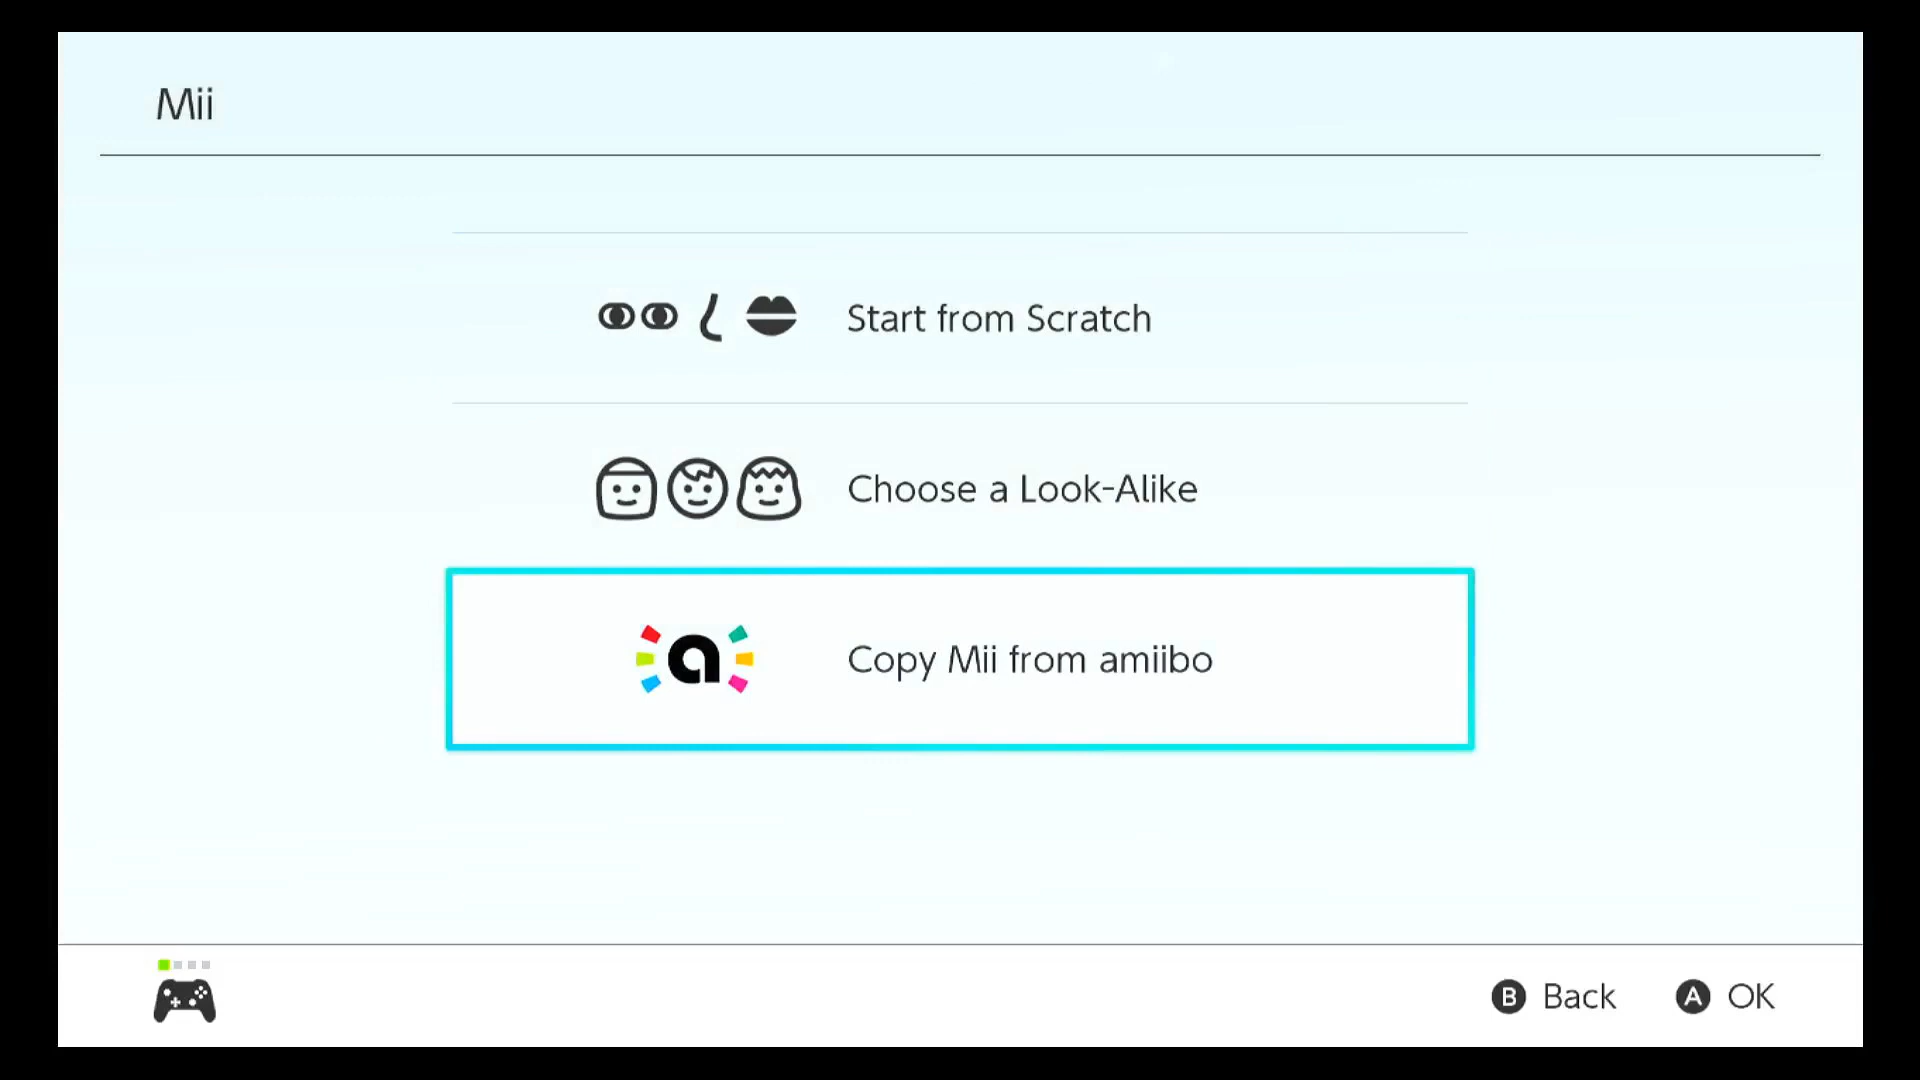 Mii
Start from Scratch
Choose a Look-Alike
a Copy Mii from amiibo
B Back A OK